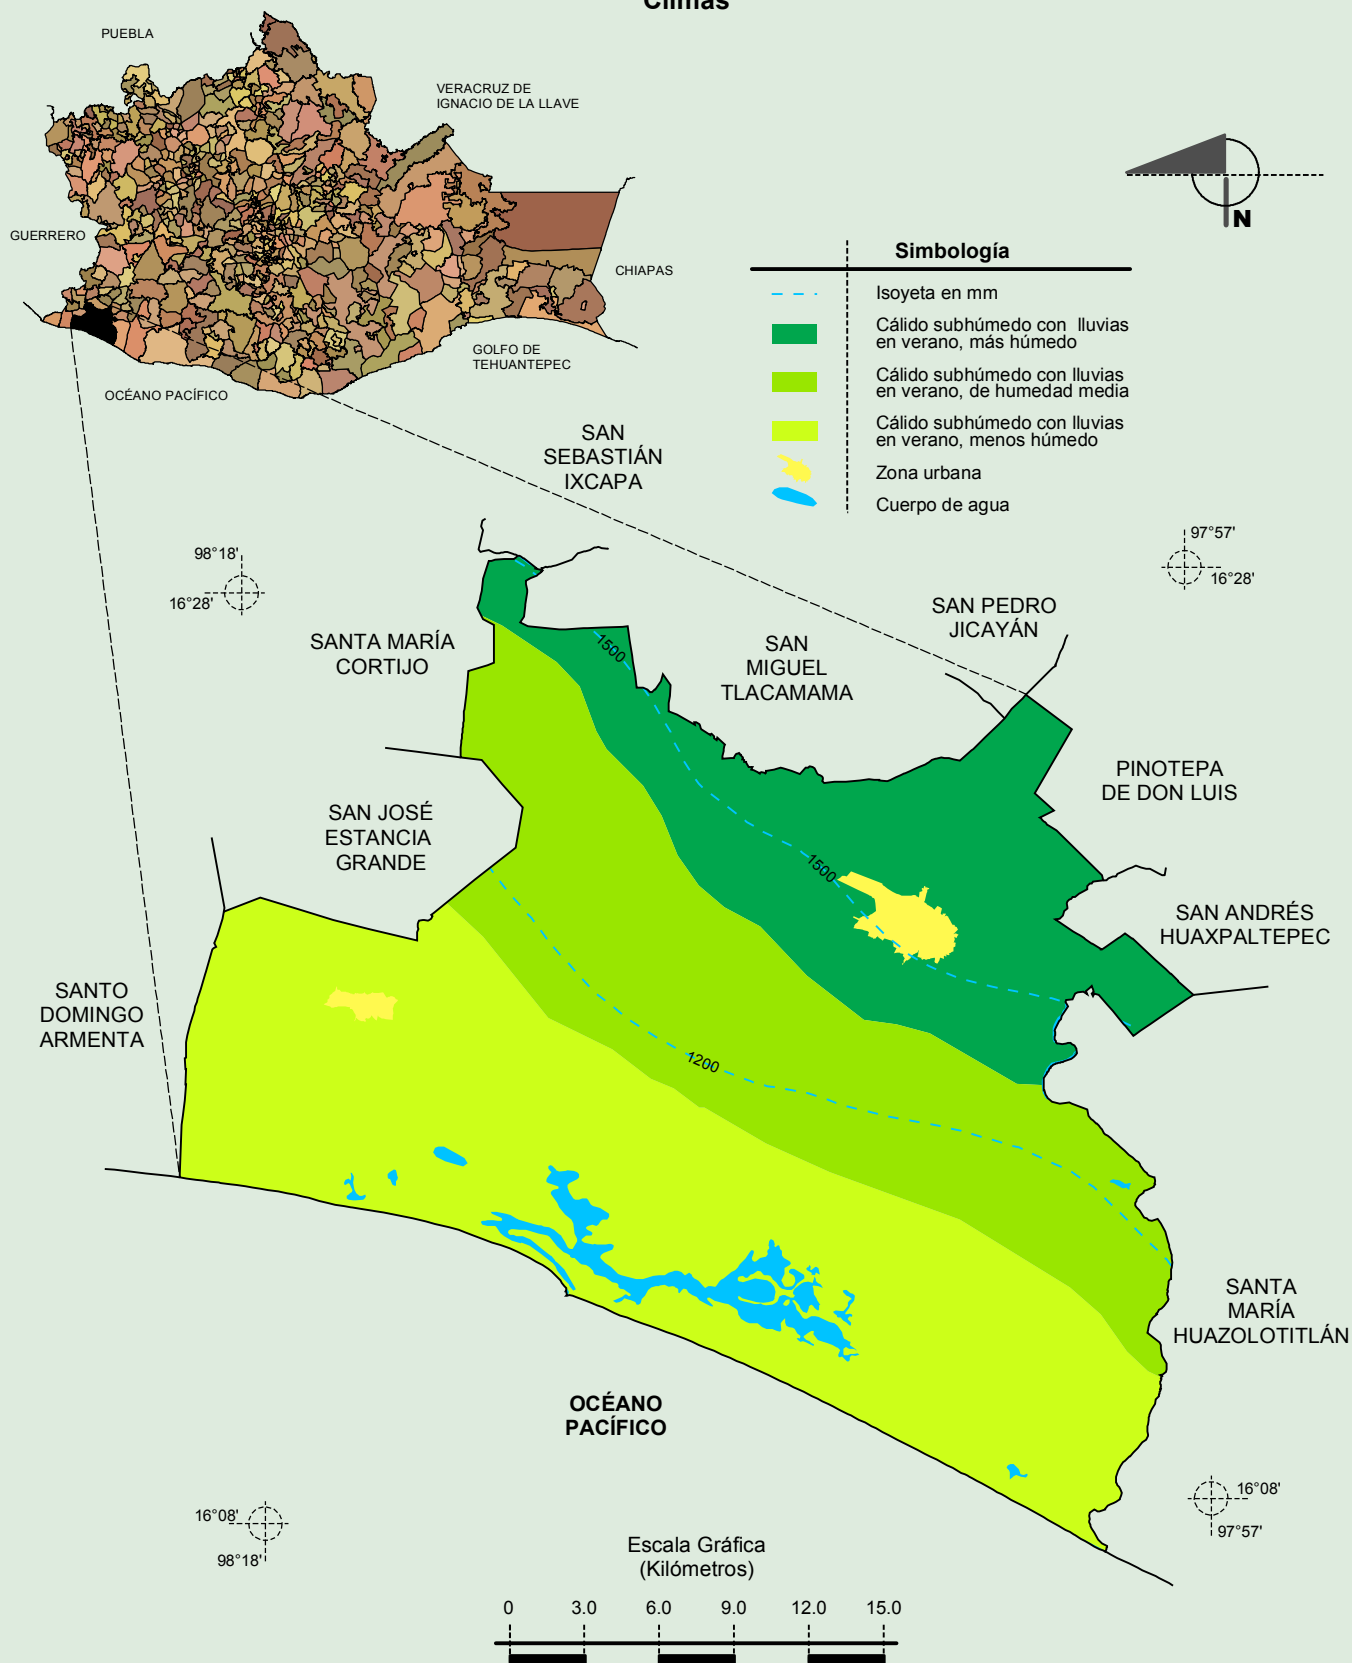 Climas
PUEBLA
VERACRUZ DE
IGNACIO DE LA LLAVE
GUERRERO
CHIAPAS
GOLFO DE
TEHUANTEPEC
OCÉANO PACÍFICO
N
Simbología
Isoyeta en mm
Cálido subhúmedo con lluvias
en verano, más húmedo
Cálido subhúmedo con lluvias
en verano, de humedad media
Cálido subhúmedo con lluvias
en verano, menos húmedo
Zona urbana
Cuerpo de agua
SAN
SEBASTIÁN
IXCAPA
98°18'
16°28'
97°57'
16°28'
SANTA MARÍA
CORTIJO
1500
SAN
MIGUEL
TLACAMAMA
SAN PEDRO
JICAYÁN
PINOTEPA
DE DON LUIS
SAN JOSÉ
ESTANCIA
GRANDE
1500
SAN ANDRÉS
HUAXPALTEPEC
SANTO
DOMINGO
ARMENTA
1200
SANTA
MARÍA
HUAZOLOTITLÁN
OCÉANO
PACÍFICO
16°08'
98°18'
16°08'
97°57'
Escala Gráfica
(Kilómetros)
0 3.0 6.0 9.0 12.0 15.0